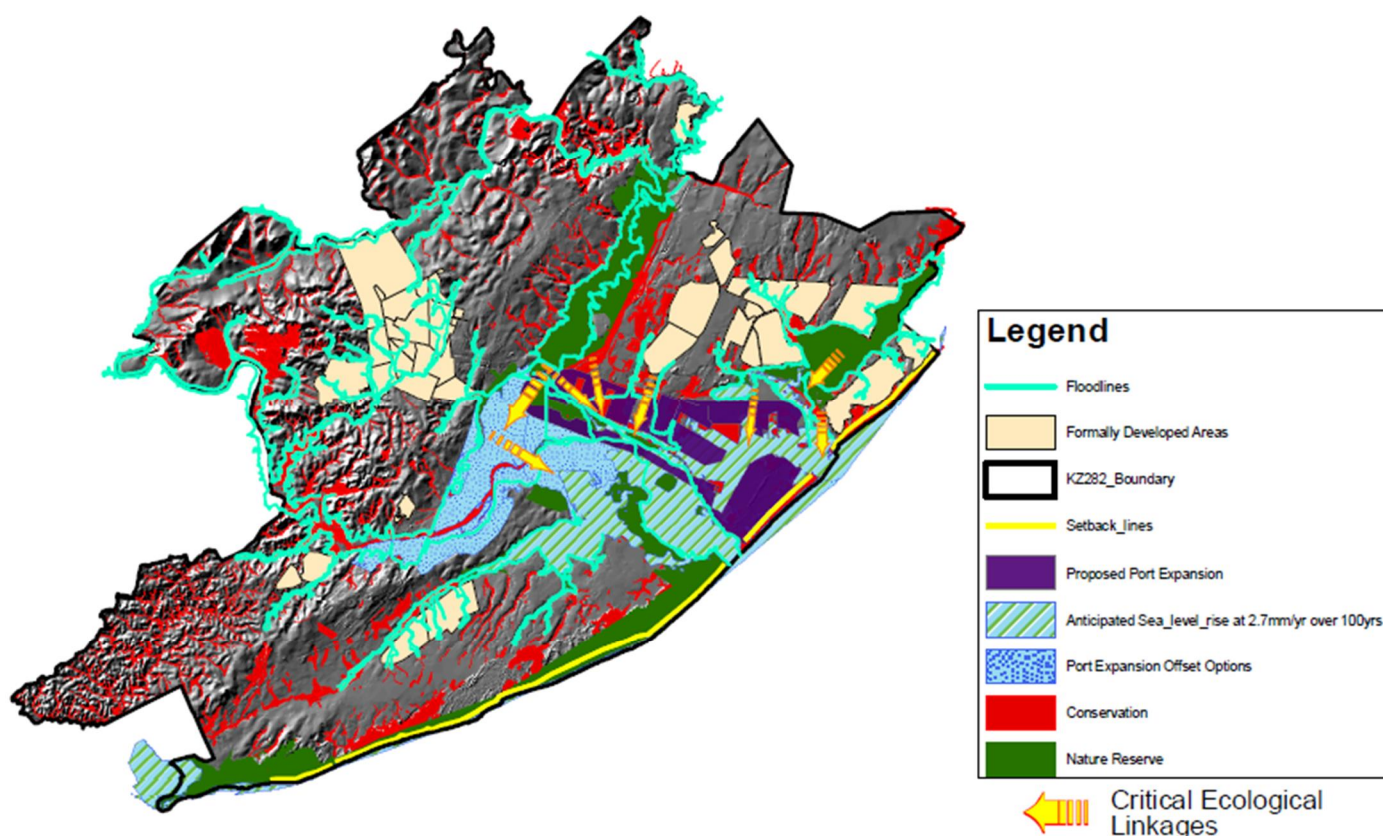 Legend
Floodlines
Formally Developed Areas
KZ282_Boundary
Setback_lines
Proposed Port Expansion
Anticipated Sea_level_rise at 2.7mm/yr over 100yrs
Port Expansion Offset Options
Conservation
Nature Reserve
Critical Ecological
Linkages